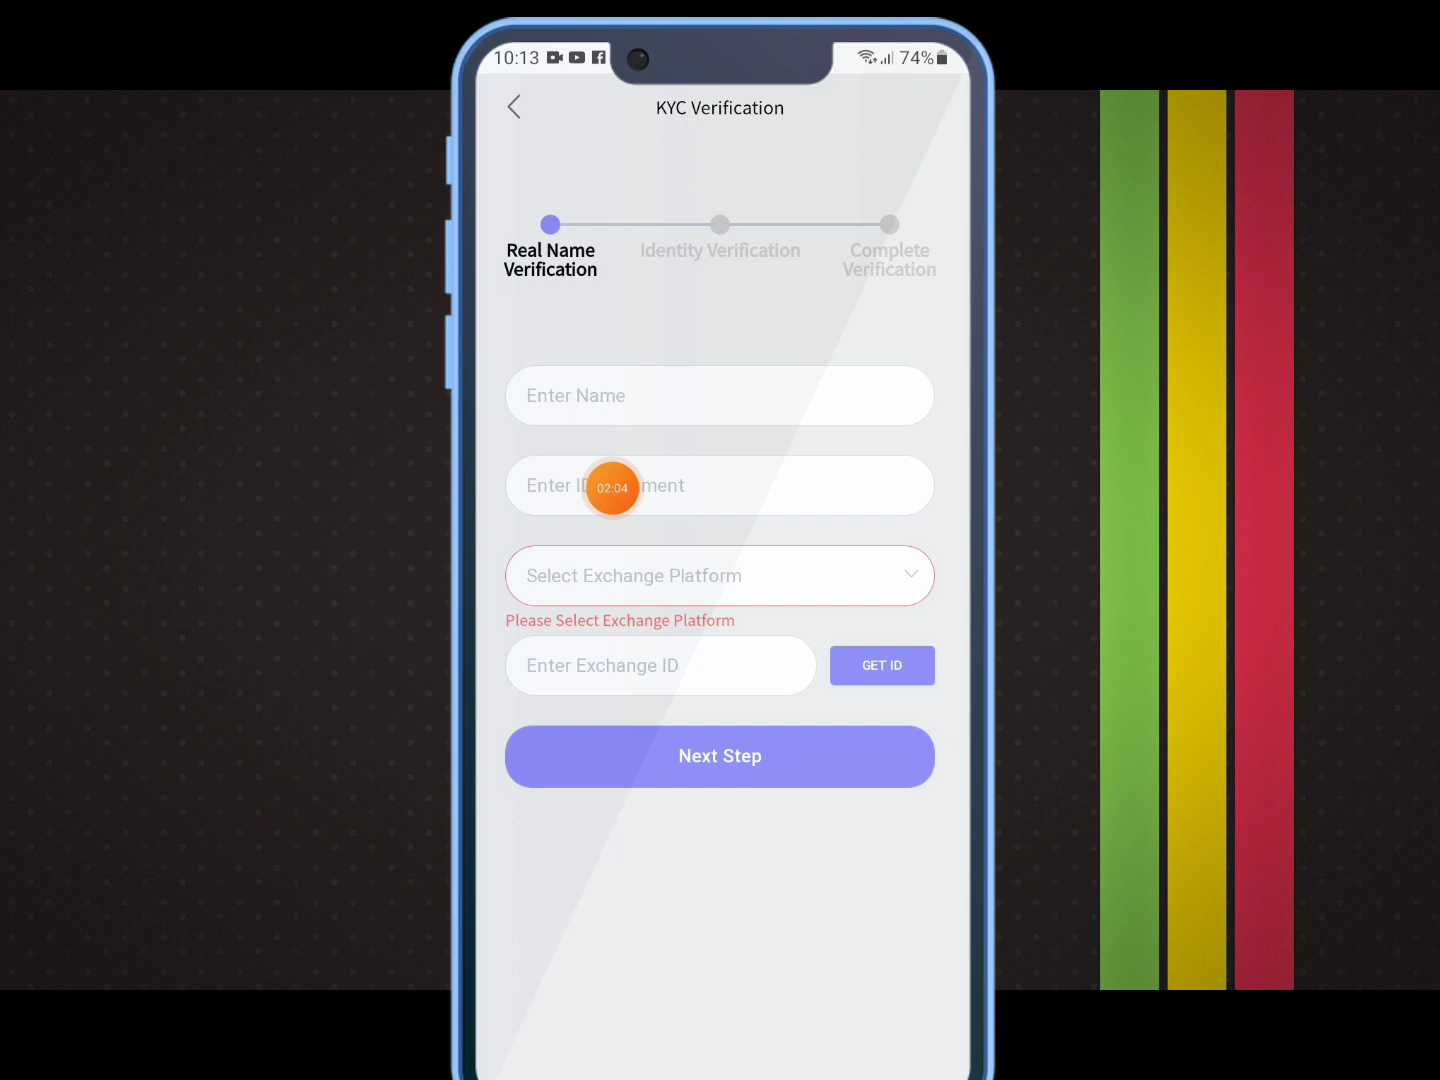 10:13
74%
KYC Verification
Real Name
Verification
Identity Verification
Complete
Verification
Enter Name
Enter ID ment
02:04
Select Exchange Platform
Please Select Exchange Platform
Enter Exchange ID
GET ID
Next Step